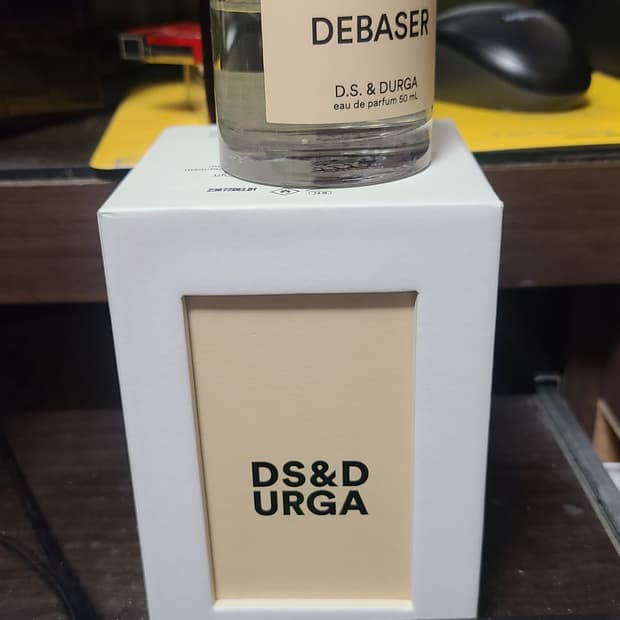 DEBASER
D.S. & DURGA
eau de parfum 50 mL
DS&D
URGA